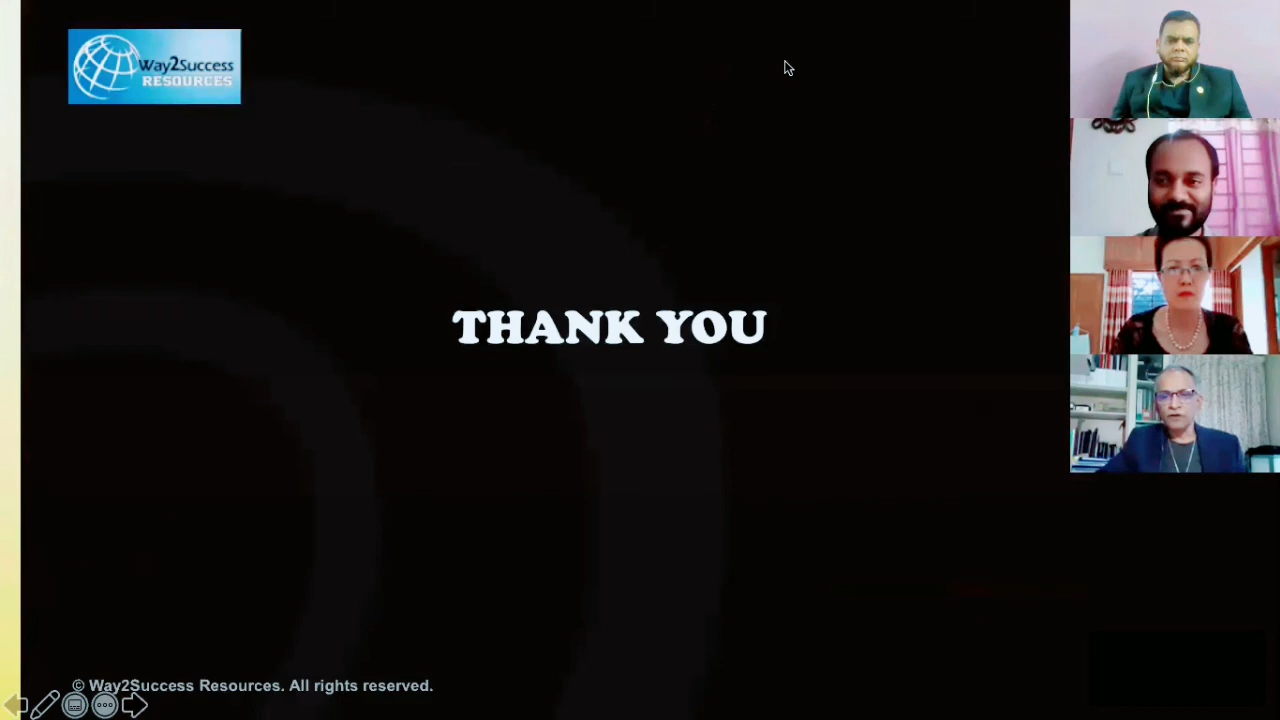 Way2Success
RESOURCES
THANK YOU
© Way2Success Resources. All rights reserved.